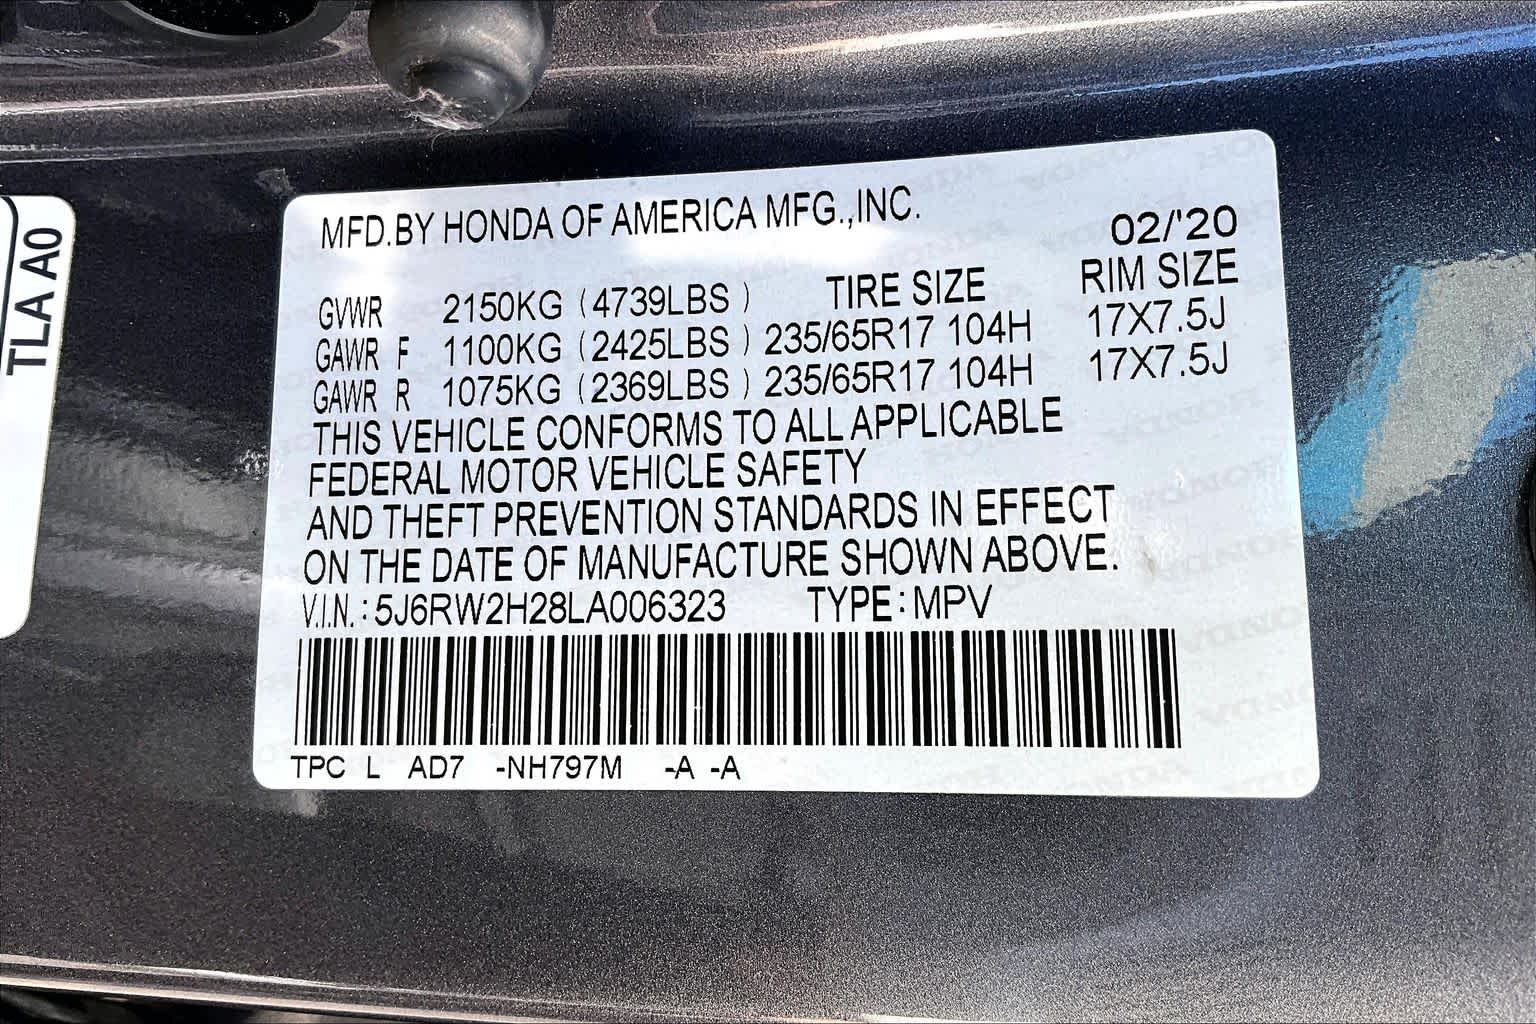 MFD.BY HONDA OF AMERICA MFG.,INC.
02/'20
TIRE SIZE RIM SIZE
GVWR 2150KG (4739LBS )
GAWR F 1100KG (2425LBS ) 235/65R17 104H 17X7.5J
GAWR R 1075KG (2369LBS ) 235/65R17 104H 17X7.5J
THIS VEHICLE CONFORMS TO ALL APPLICABLE
FEDERAL MOTOR VEHICLE SAFETY
AND THEFT PREVENTION STANDARDS IN EFFECT
ON THE DATE OF MANUFACTURE SHOWN ABOVE.
V.I.N.: 5J6RW2H28LA006323 TYPE: MPV
TPC L AD7 -NH797M -A -A
TLA A0